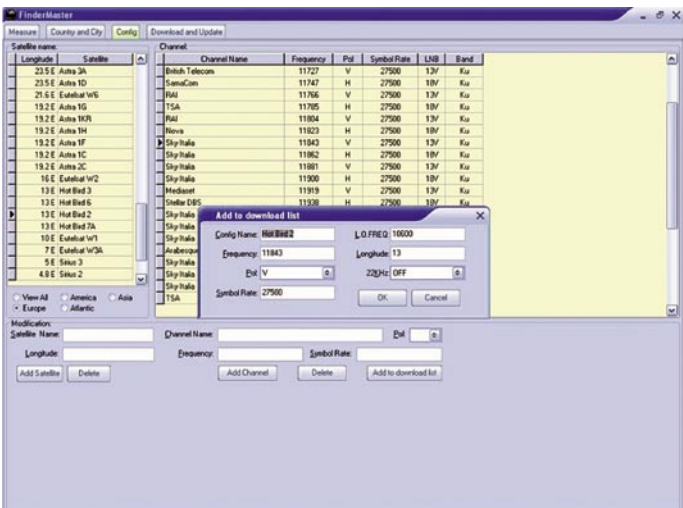 FinderMaster
Measure Country and City Config Download and Update
Satellite name:
Longitude Satellite
23.5 E Astra 3A
23.5 E Astra 1D
21.6 E Eutelsat W6
19.2 E Astra 1G
19.2 E Astra 1KR
19.2 E Astra 1H
19.2 E Astra 1F
19.2 E Astra 1C
19.2 E Astra 2C
16 E Eutelsat W2
13 E Hot Bird 3
13 E Hot Bird 6
13 E Hot Bird 2
13 E Hot Bird 7A
10 E Eutelsat W1
7 E Eutelsat W3A
5 E Sirius 3
4.8 E Sirius 2
View All America Asia
Europe Atlantic
Channel:
Channel Name Frequency Pol Symbol Rate LNB Band
British Telecom 11727 V 27500 13V Ku
SamaCom 11747 H 27500 18V Ku
RAI 11766 V 27500 13V Ku
TSA 11785 H 27500 18V Ku
RAI 11804 V 27500 13V Ku
Nova 11823 H 27500 18V Ku
Sky Italia 11843 V 27500 13V Ku
Sky Italia 11862 H 27500 18V Ku
Sky Italia 11881 V 27500 13V Ku
Sky Italia 11900 H 27500 18V Ku
Mediaset 11919 V 27500 13V Ku
Stellar DBS 11938 H 27500 18V Ku
Sky Italia
Sky Italia
Sky Italia
Sky Italia
Sky Italia
Sky Italia
TSA
Add to download list
Config Name: Hot Bird 2 L.O.FREQ: 10600
Frequency: 11843 Longitude: 13
Pol: V 22KHz: OFF
Symbol Rate: 27500 OK Cancel
Modification:
Satellite Name: Channel Name: Pol:
Longitude: Frequency: Symbol Rate:
Add Satellite Delete Add Channel Delete Add to download list